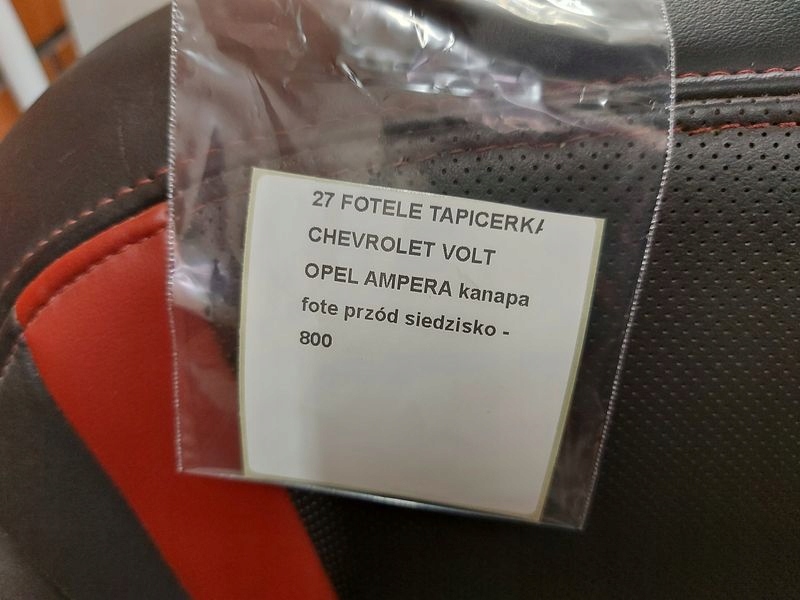 27 FOTELE TAPICERKA
CHEVROLET VOLT
OPEL AMPERA kanapa
fote przód siedzisko -
800